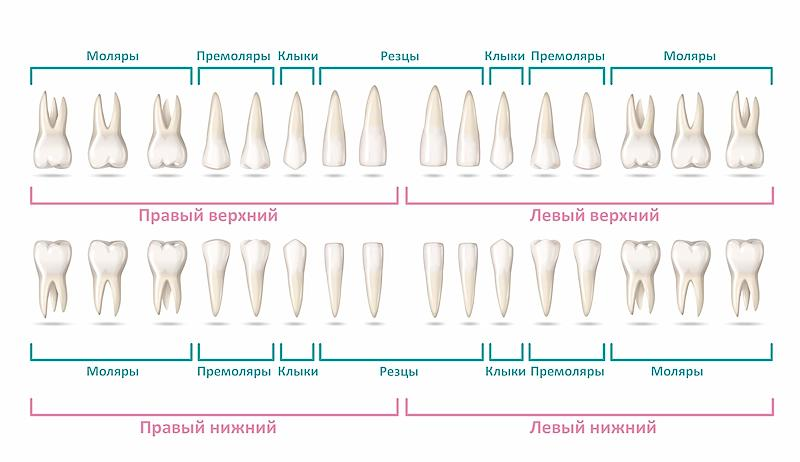 Моляры Премоляры Клыки Резцы Клыки Премоляры Моляры
Правый верхний Левый верхний
Моляры Премоляры Клыки Резцы Клыки Премоляры Моляры
Правый нижний Левый нижний